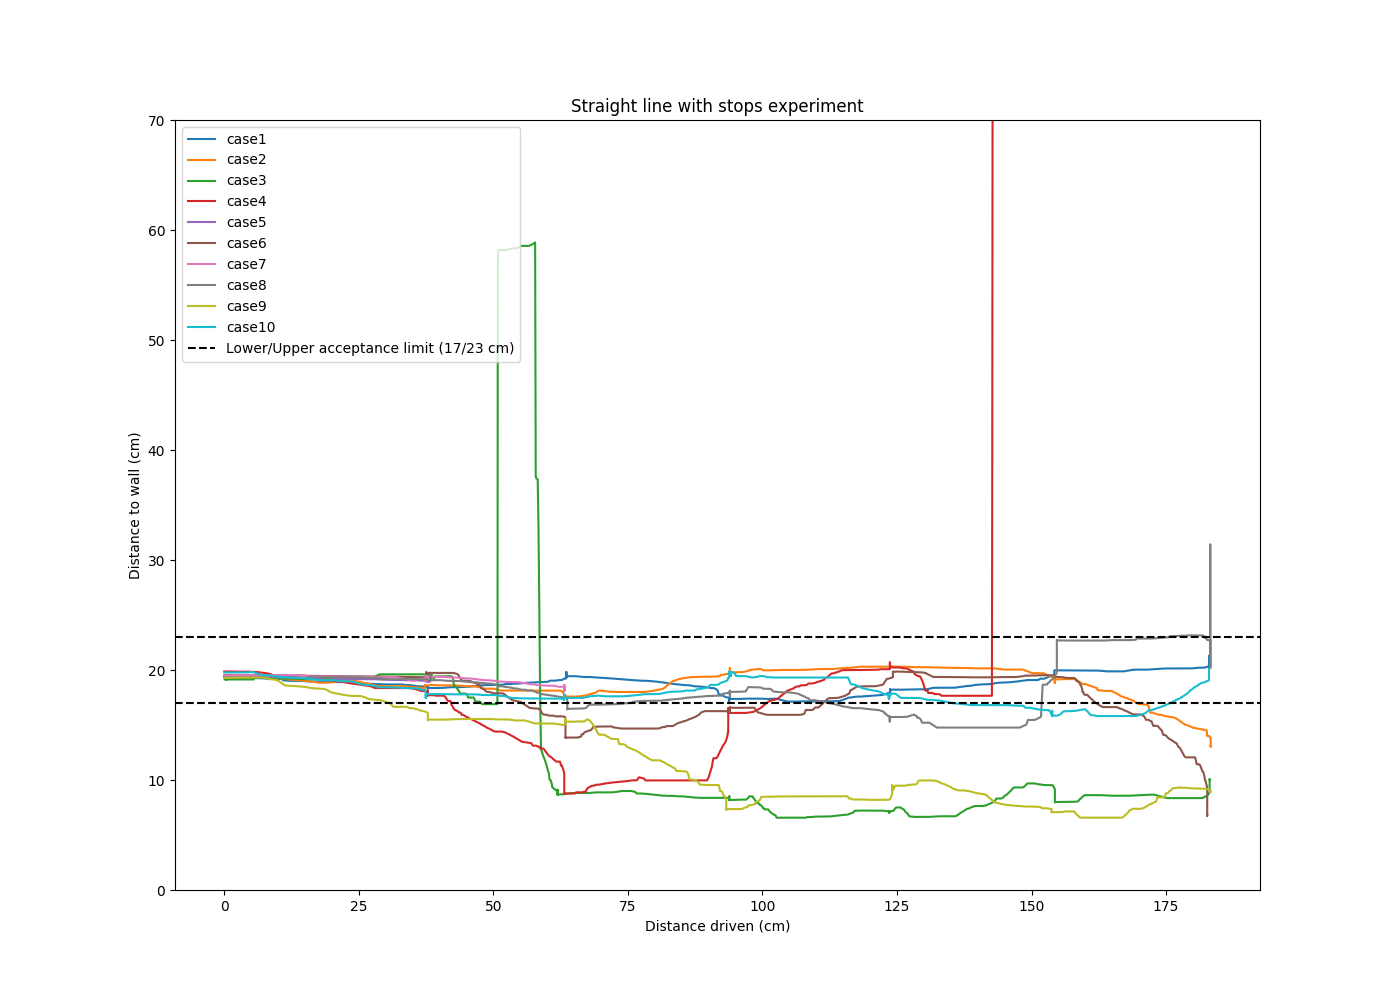 Straight line with stops experiment
70
60
50
40
30
20
10
0
Distance to wall (cm)
case1
case2
case3
case4
case5
case6
case7
case8
case9
case10
Lower/Upper acceptance limit (17/23 cm)
0 25 50 75 100 125 150 175
Distance driven (cm)